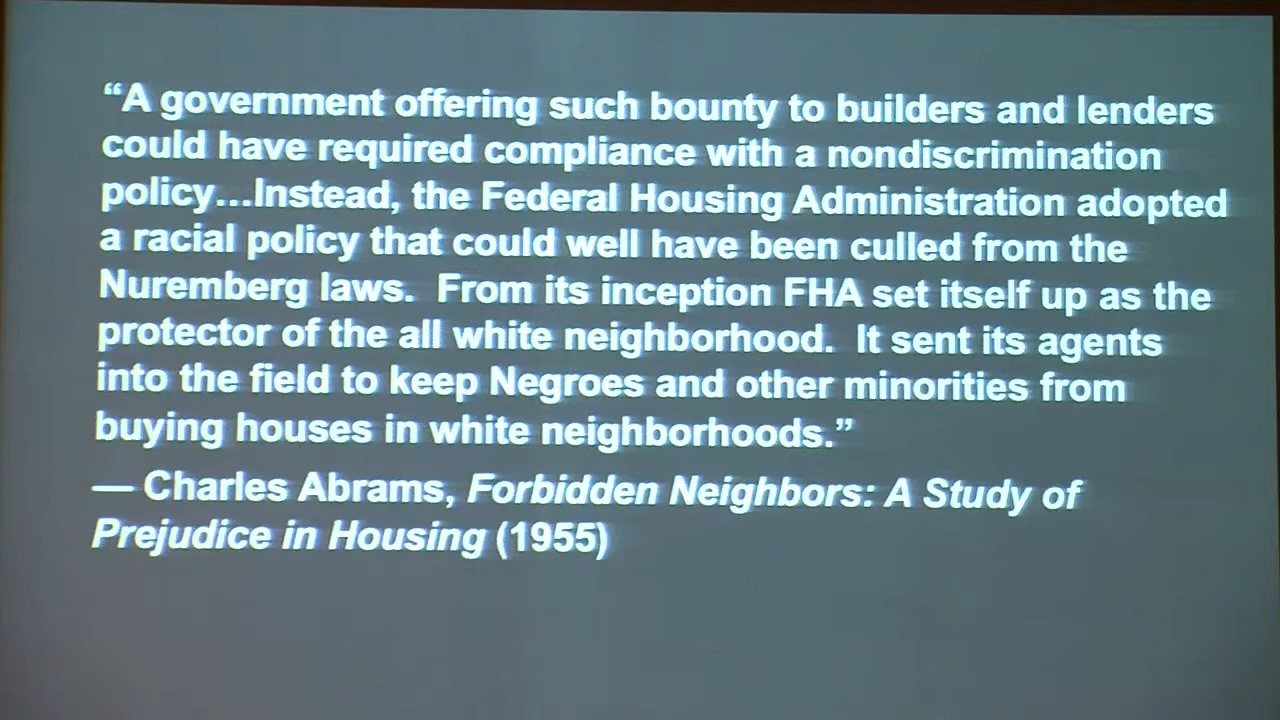 “A government offering such bounty to builders and lenders
could have required compliance with a nondiscrimination
policy...Instead, the Federal Housing Administration adopted
a racial policy that could well have been culled from the
Nuremberg laws.  From its inception FHA set itself up as the
protector of the all white neighborhood.  It sent its agents
into the field to keep Negroes and other minorities from
buying houses in white neighborhoods.”
— Charles Abrams, Forbidden Neighbors: A Study of
Prejudice in Housing (1955)